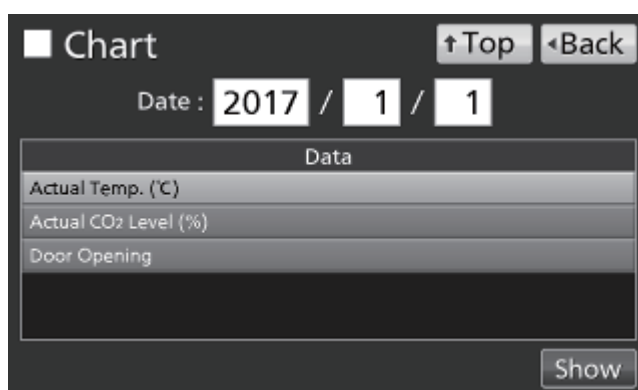 Chart
↑Top
◂Back
Date : 2017 / 1 / 1
Data
Actual Temp. (℃)
Actual CO2 Level (%)
Door Opening
Show